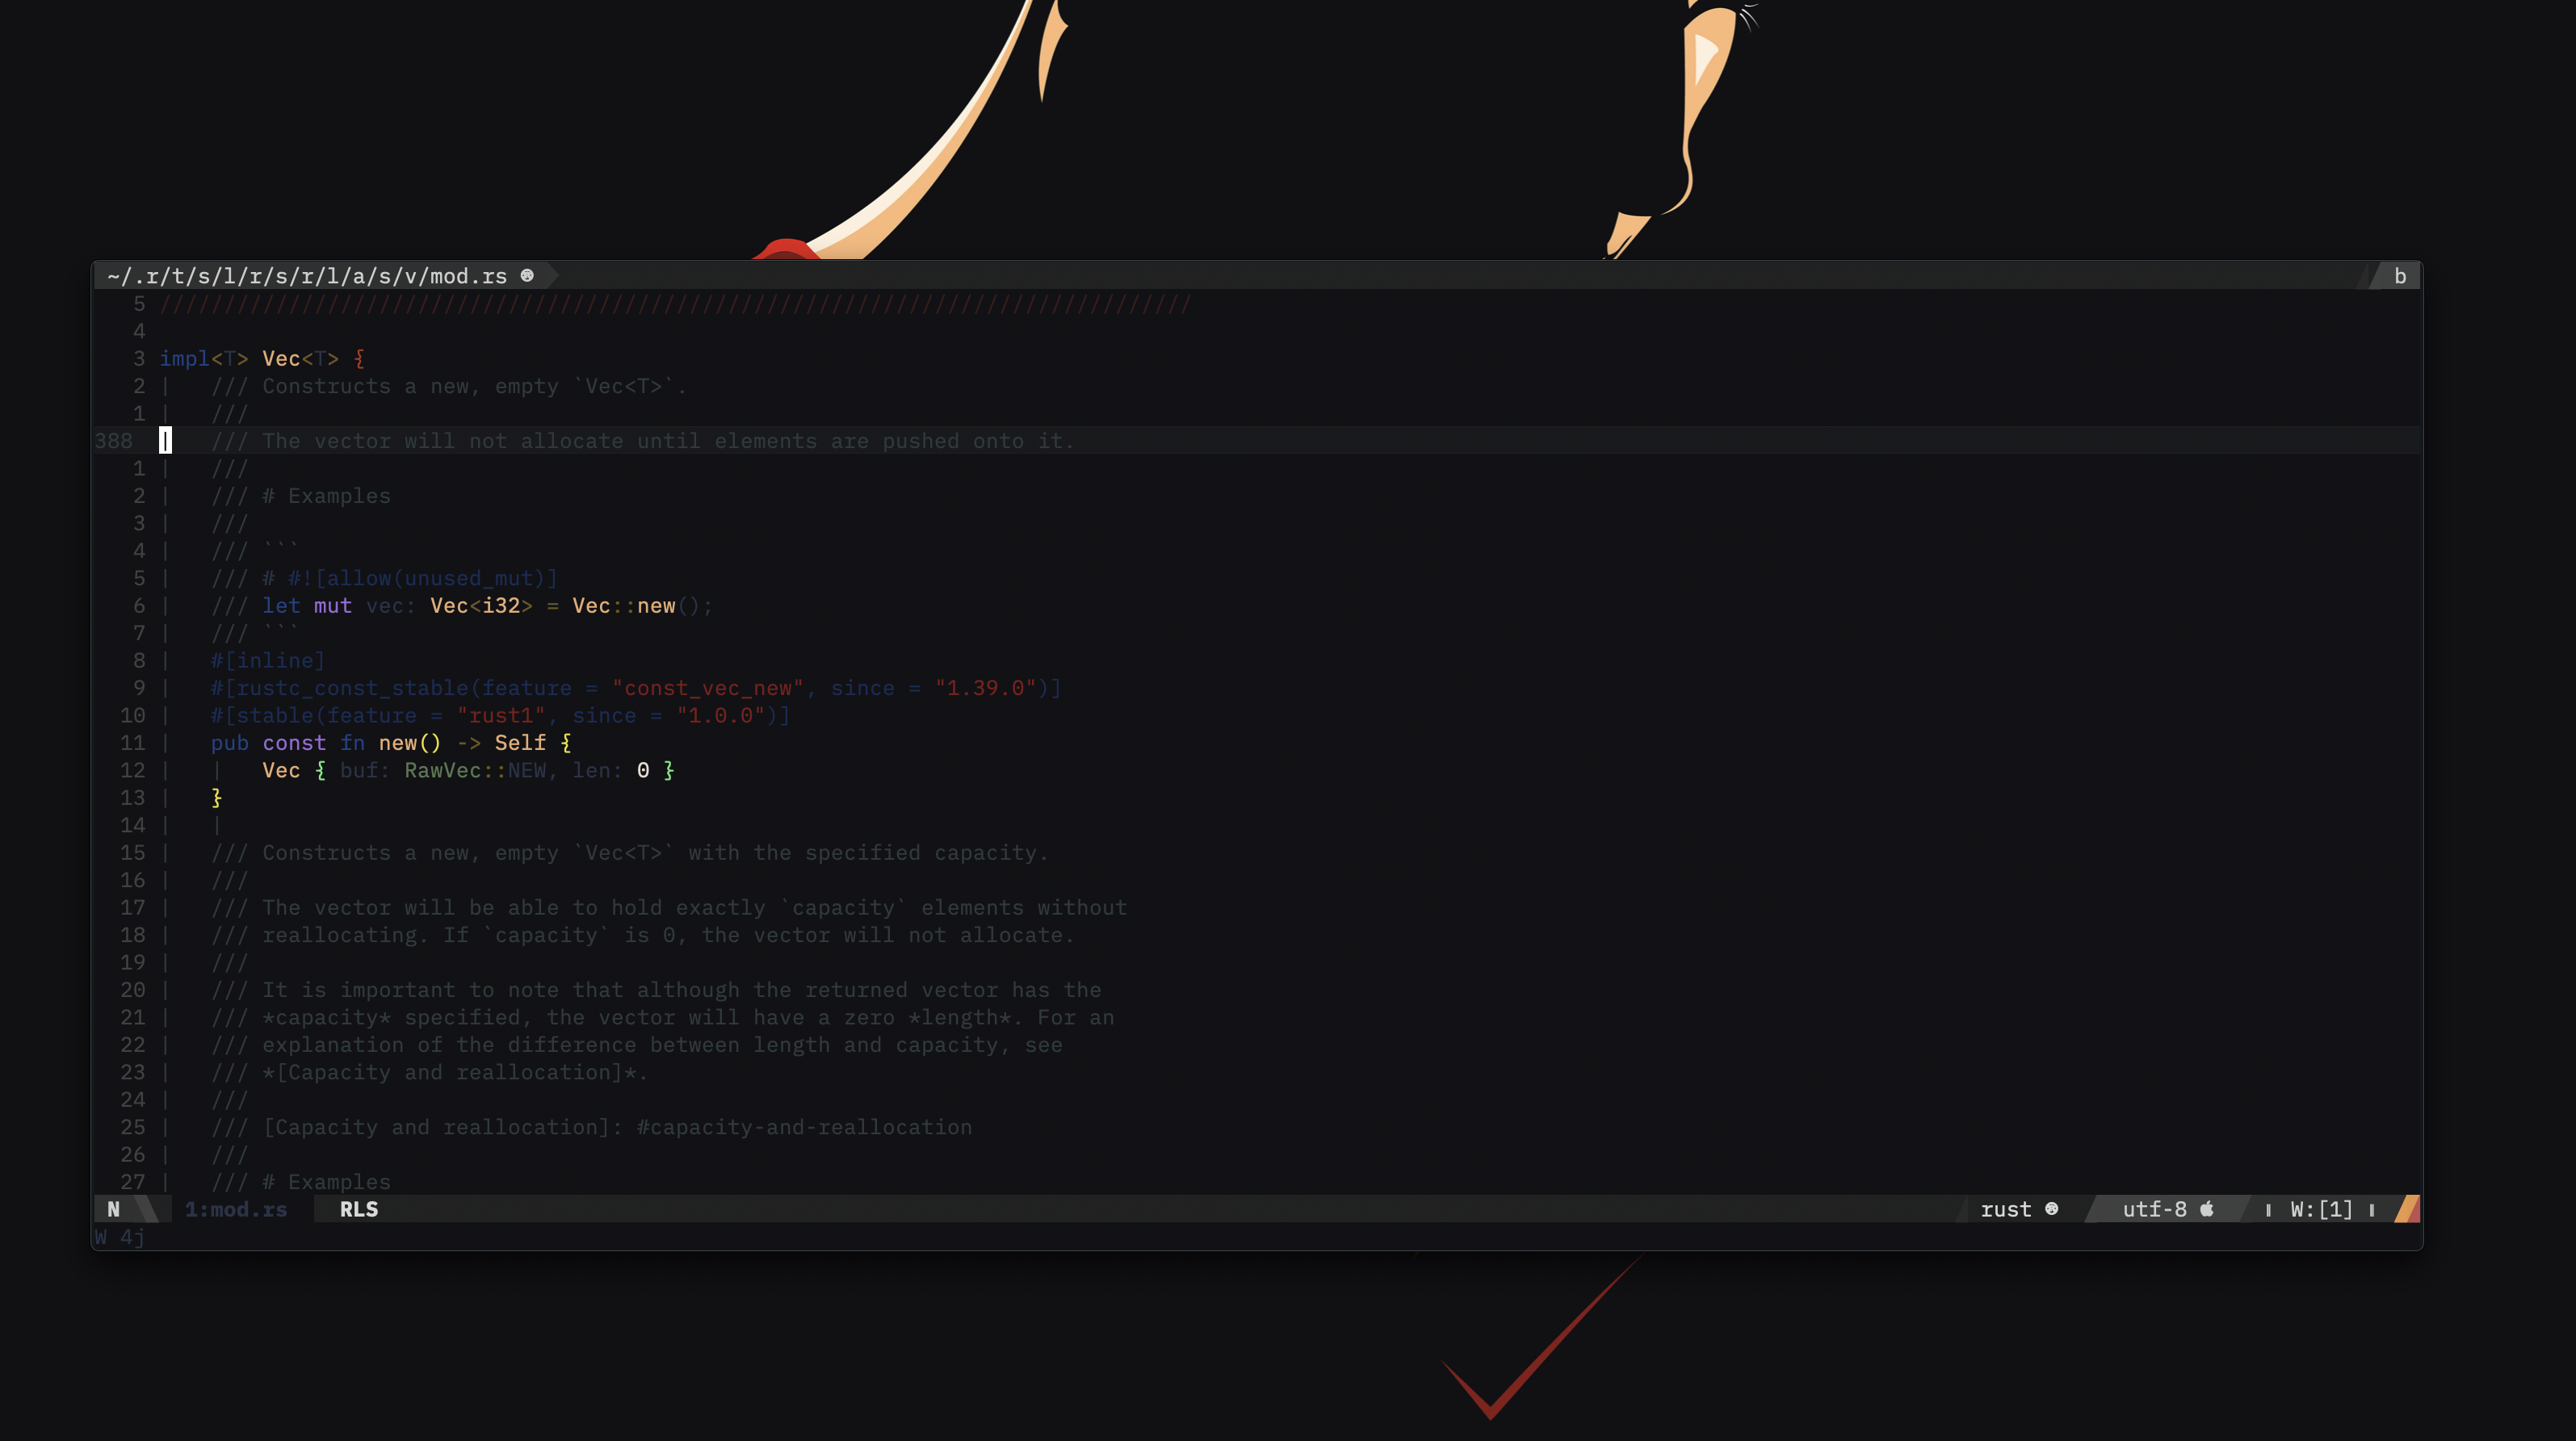 ~/.r/t/s/l/r/s/r/l/a/s/v/mod.rs b
5 ////////////////////////////////////////////////////////////////////////////////
4
3 impl<T> Vec<T> {
2 |   /// Constructs a new, empty `Vec<T>`.
1 |   ///
388 |   /// The vector will not allocate until elements are pushed onto it.
1 |   ///
2 |   /// # Examples
3 |   ///
4 |   /// ```
5 |   /// # #![allow(unused_mut)]
6 |   /// let mut vec: Vec<i32> = Vec::new();
7 |   /// ```
8 |   #[inline]
9 |   #[rustc_const_stable(feature = "const_vec_new", since = "1.39.0")]
10 |   #[stable(feature = "rust1", since = "1.0.0")]
11 |   pub const fn new() -> Self {
12 |   |   Vec { buf: RawVec::NEW, len: 0 }
13 |   }
14 |   |
15 |   /// Constructs a new, empty `Vec<T>` with the specified capacity.
16 |   ///
17 |   /// The vector will be able to hold exactly `capacity` elements without
18 |   /// reallocating. If `capacity` is 0, the vector will not allocate.
19 |   ///
20 |   /// It is important to note that although the returned vector has the
21 |   /// *capacity* specified, the vector will have a zero *length*. For an
22 |   /// explanation of the difference between length and capacity, see
23 |   /// *[Capacity and reallocation]*.
24 |   ///
25 |   /// [Capacity and reallocation]: #capacity-and-reallocation
26 |   ///
27 |   /// # Examples
N 1:mod.rs RLS rust utf-8 W:[1]
W 4j